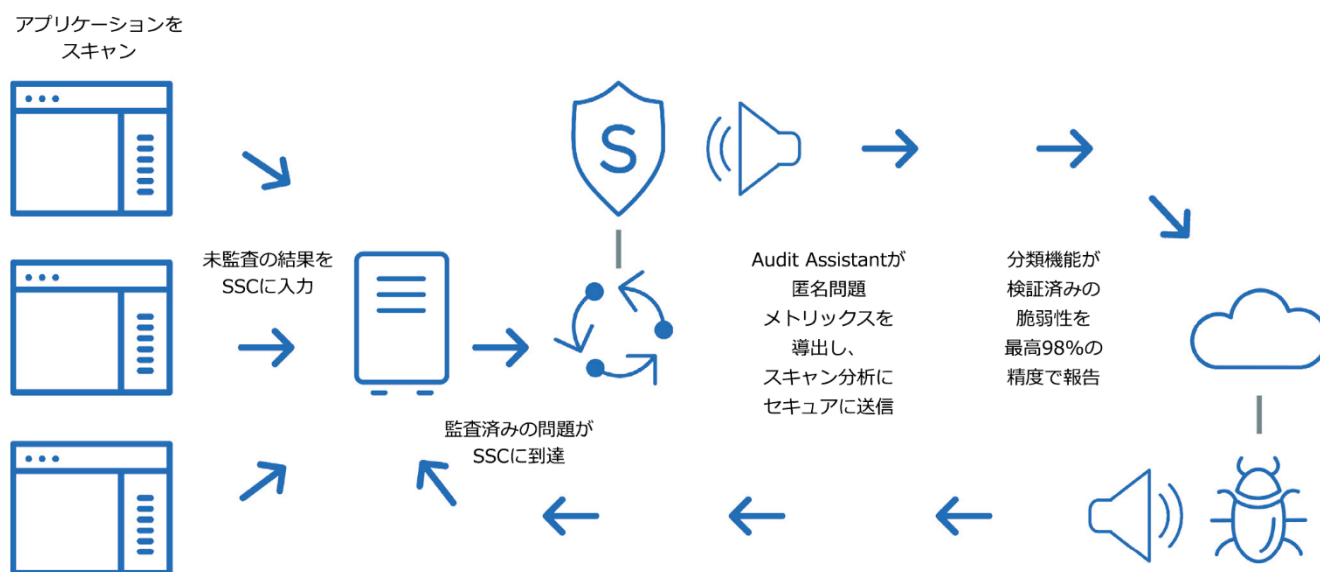 アプリケーションを
スキャン
未監査の結果を
SSCに入力
S
Audit Assistantが
匿名問題
メトリックスを
導出し、
スキャン分析に
セキュアに送信
分類機能が
検証済みの
脆弱性を
最高98%の
精度で報告
監査済みの問題が
SSCに到達